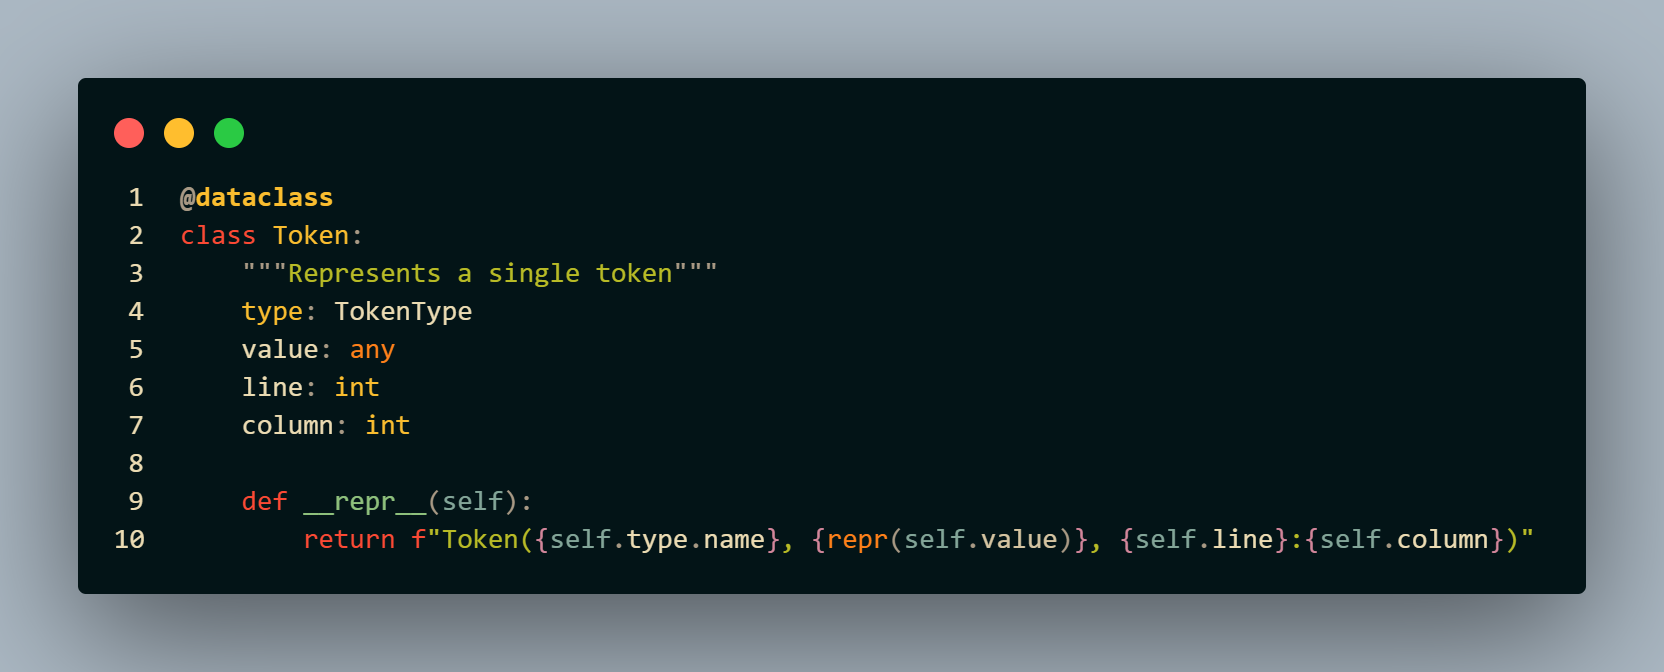 1 @dataclass
2 class Token:
3     """Represents a single token"""
4     type: TokenType
5     value: any
6     line: int
7     column: int
8
9     def __repr__(self):
10         return f"Token({self.type.name}, {repr(self.value)}, {self.line}:{self.column})"